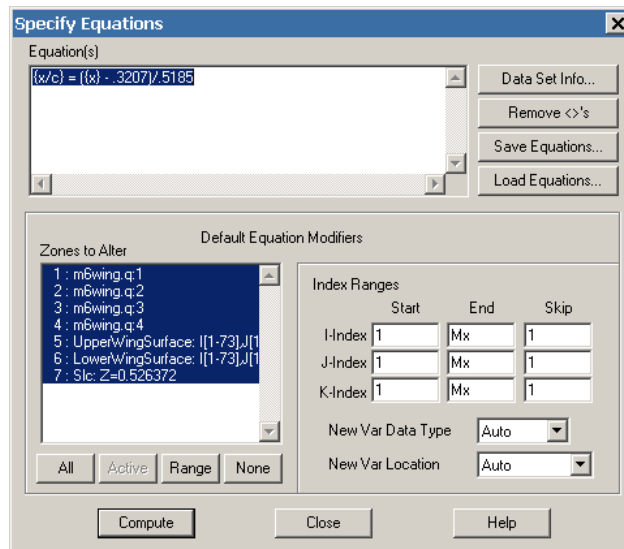 Specify Equations
Equation(s)
{x/c} = ({x} - .3207)/.5185
Data Set Info...
Remove <>'s
Save Equations...
Load Equations...
Default Equation Modifiers
Zones to Alter
1 : m6wing.q:1
2 : m6wing.q:2
3 : m6wing.q:3
4 : m6wing.q:4
5 : UpperWingSurface: I[1-73],J[1
6 : LowerWingSurface: I[1-73],J[1
7 : Slc: Z=0.526372
All Active Range None
Index Ranges
Start End Skip
I-Index 1 Mx 1
J-Index 1 Mx 1
K-Index 1 Mx 1
New Var Data Type Auto
New Var Location Auto
Compute Close Help